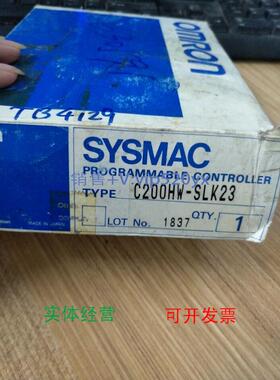 OMRON
TB4129
SYSMAC
PROGRAMMABLE CONTROLLER
TYPE C200HW-SLK23
LOT No. 1837 QTY. 1
MADE IN JAPAN
实体经营 可开发票